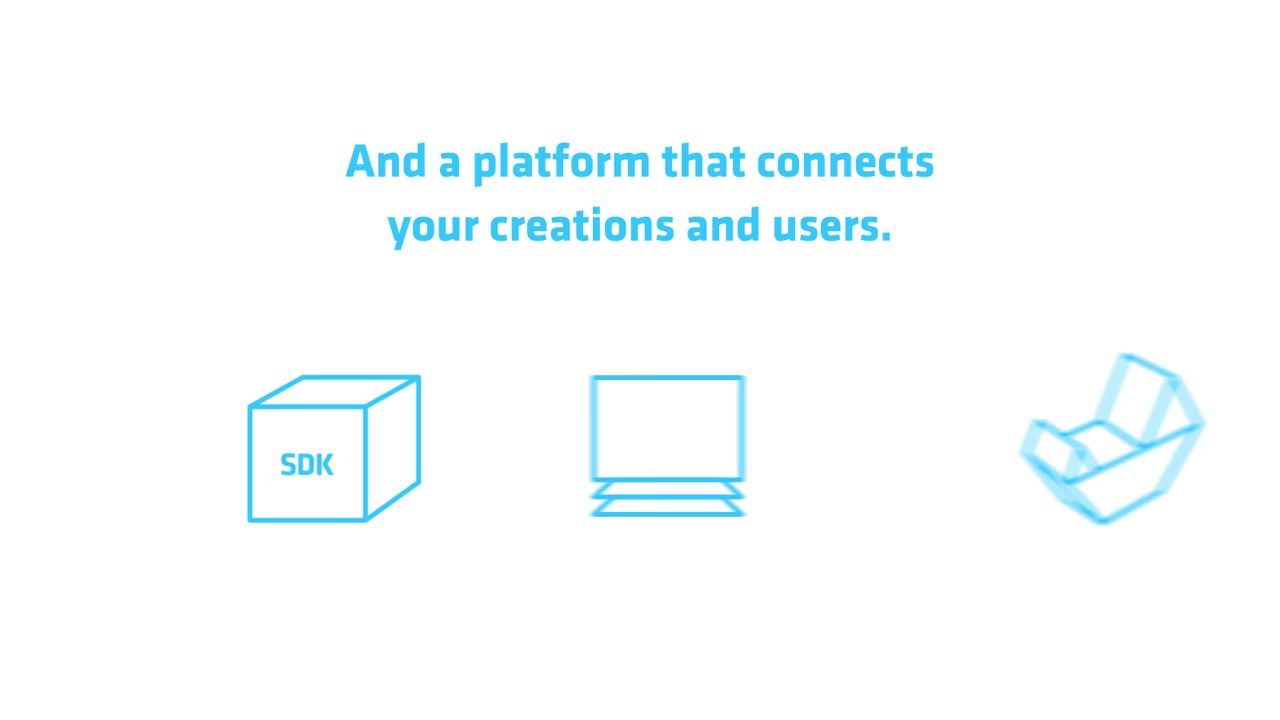 And a platform that connects
your creations and users.
SDK